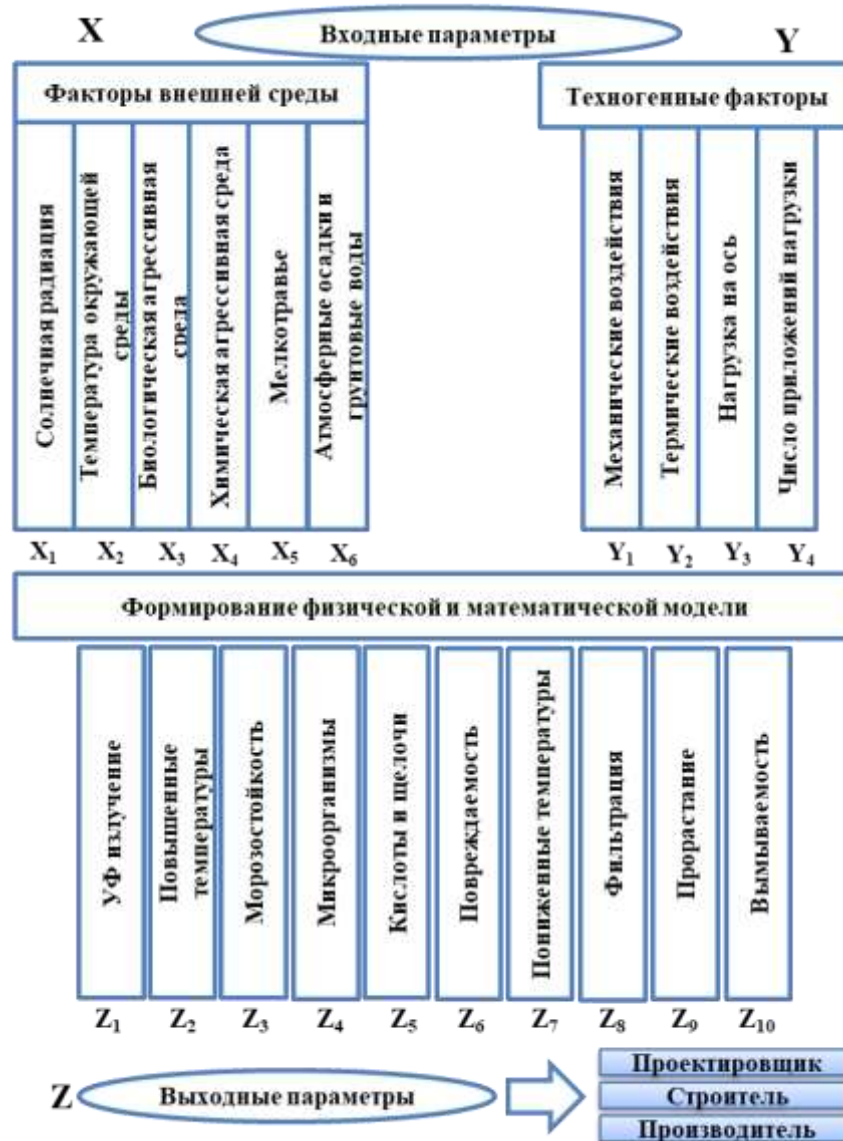 X
Входные параметры
Y
Факторы внешней среды
Техногенные факторы
Солнечная радиация
Температура окружающей
среды
Биологическая агрессивная
среда
Химическая агрессивная среда
Мелкотравье
Атмосферные осадки и
грунтовые воды
Механические воздействия
Термические воздействия
Нагрузка на ось
Число приложений нагрузки
X1 X2 X3 X4 X5 X6
Y1 Y2 Y3 Y4
Формирование физической и математической модели
УФ излучение
Повышенные
температуры
Морозостойкость
Микроорганизмы
Кислоты и щелочи
Повреждаемость
Пониженные температуры
Фильтрация
Прорастание
Вымываемость
Z1 Z2 Z3 Z4 Z5 Z6 Z7 Z8 Z9 Z10
Z
Выходные параметры
Проектировщик
Строитель
Производитель